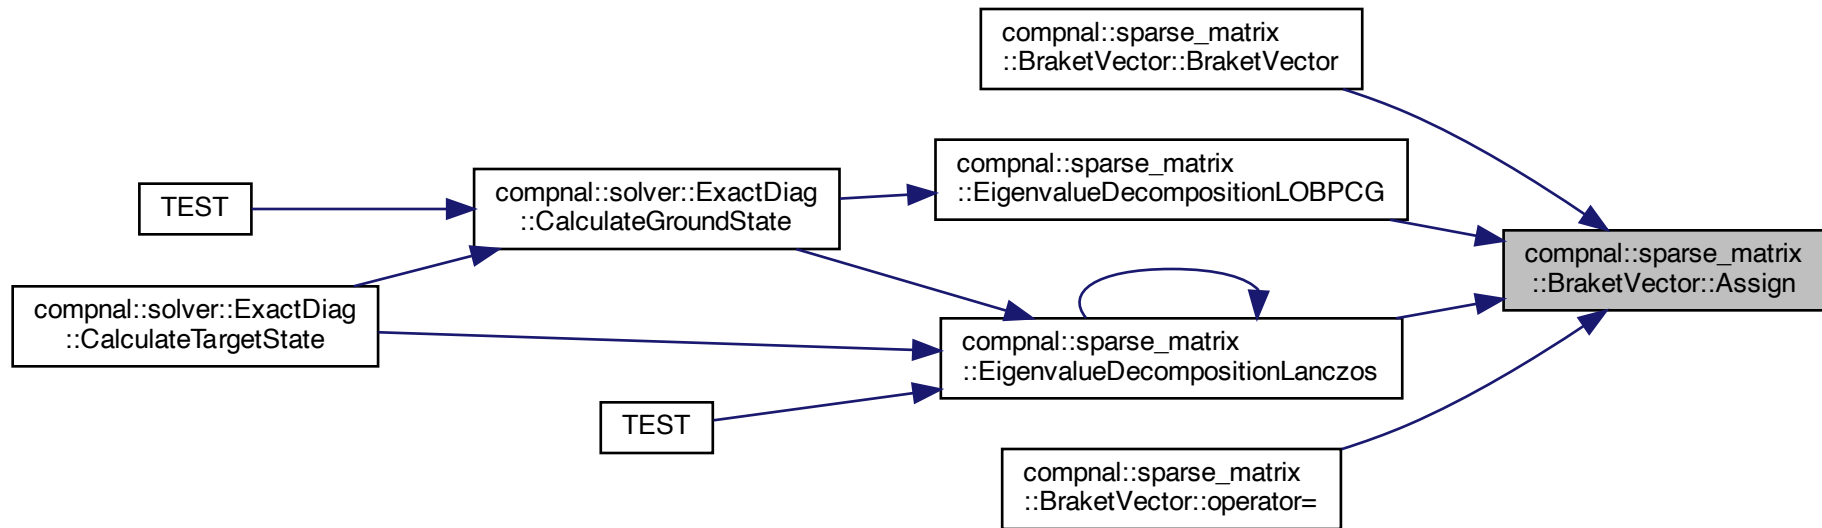 compnal::sparse_matrix
::BraketVector::BraketVector
compnal::sparse_matrix
::EigenvalueDecompositionLOBPCG
compnal::solver::ExactDiag
::CalculateGroundState
TEST
compnal::sparse_matrix
::BraketVector::Assign
compnal::solver::ExactDiag
::CalculateTargetState
compnal::sparse_matrix
::EigenvalueDecompositionLanczos
TEST
compnal::sparse_matrix
::BraketVector::operator=